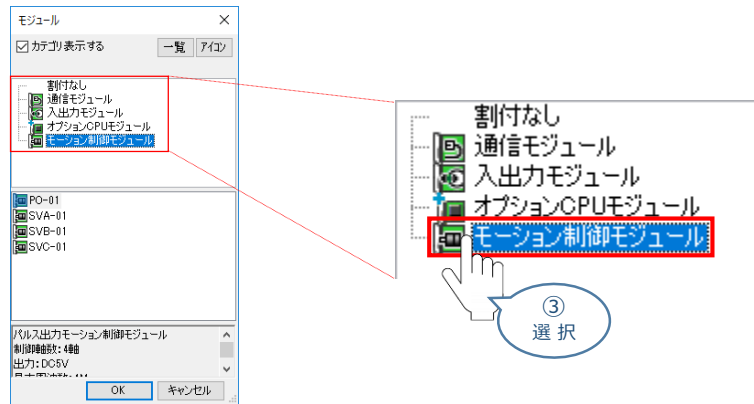 モジュール
カテゴリ表示する
一覧
アイコン
割付なし
通信モジュール
入出力モジュール
オプションCPUモジュール
モーション制御モジュール
PO-01
SVA-01
SVB-01
SVC-01
パルス出力モーション制御モジュール
制御軸数:4軸
出力:DC5V
OK
キャンセル
割付なし
通信モジュール
入出力モジュール
オプションCPUモジュール
モーション制御モジュール
③
選 択